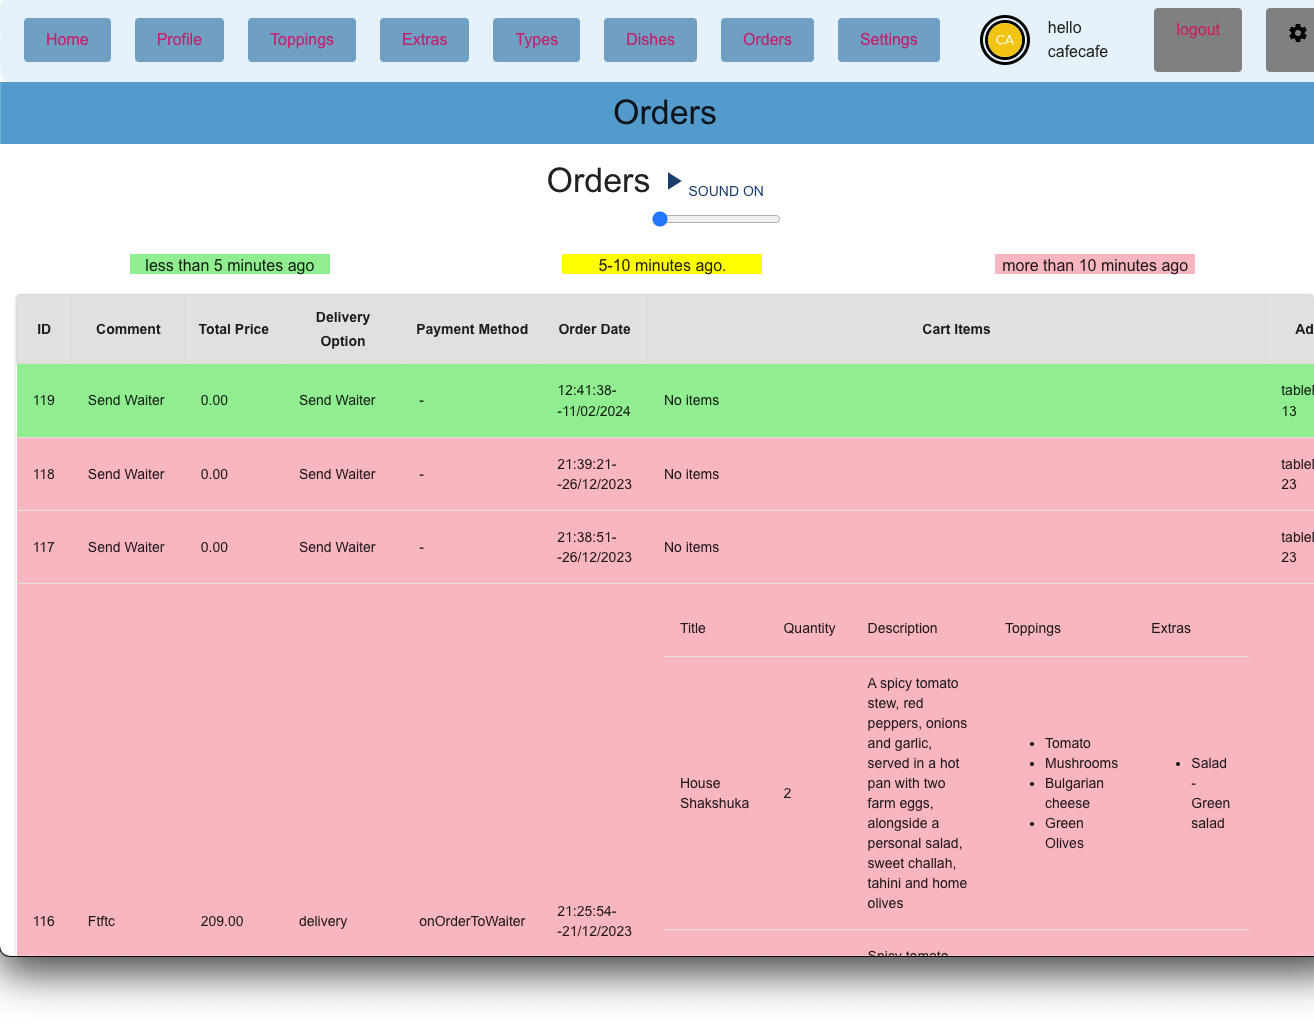 Home Profile Toppings Extras Types Dishes Orders Settings CA hello cafecafe logout
Orders
Orders SOUND ON
less than 5 minutes ago 5-10 minutes ago. more than 10 minutes ago
ID Comment Total Price Delivery Option Payment Method Order Date Cart Items Ad
119 Send Waiter 0.00 Send Waiter - 12:41:38-
-11/02/2024 No items 13
118 Send Waiter 0.00 Send Waiter - 21:39:21-
-26/12/2023 No items 23
117 Send Waiter 0.00 Send Waiter - 21:38:51-
-26/12/2023 No items 23
116 Ftftc 209.00 delivery onOrderToWaiter 21:25:54-
-21/12/2023
Title Quantity Description Toppings Extras
House
Shakshuka
2
A spicy tomato
stew, red
peppers, onions
and garlic,
served in a hot
pan with two
farm eggs,
alongside a
personal salad,
sweet challah,
tahini and home
olives
Tomato
Mushrooms
Bulgarian
cheese
Green
Olives
Salad
-
Green
salad
Spicy tomato